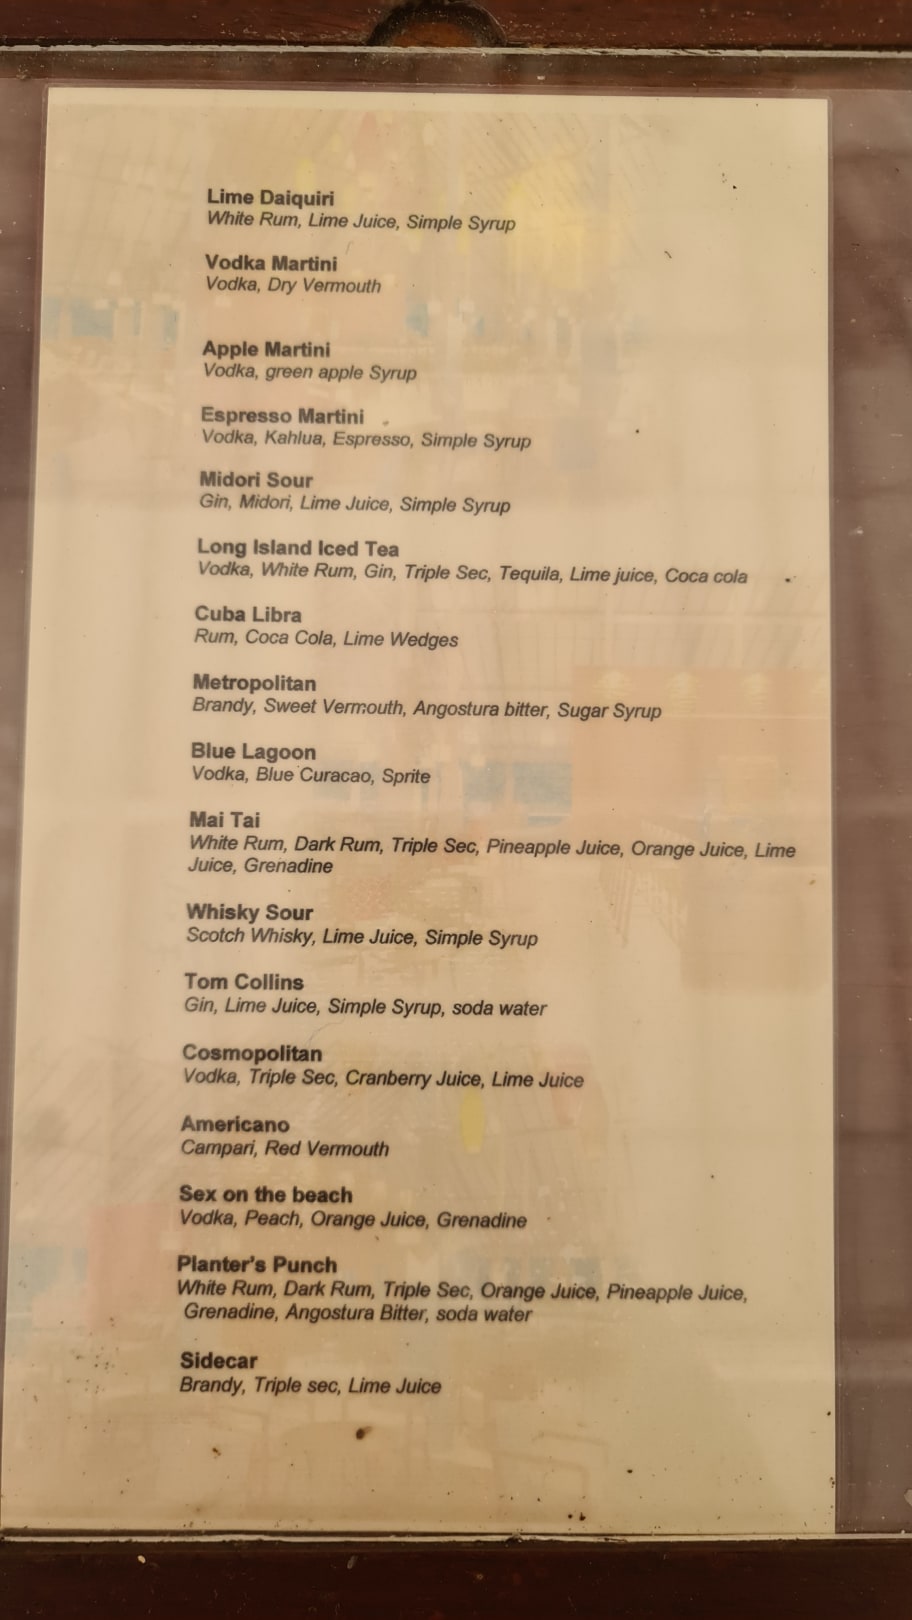 Lime Daiquiri
White Rum, Lime Juice, Simple Syrup
Vodka Martini
Vodka, Dry Vermouth
Apple Martini
Vodka, green apple Syrup
Espresso Martini
Vodka, Kahlua, Espresso, Simple Syrup
Midori Sour
Gin, Midori, Lime Juice, Simple Syrup
Long Island Iced Tea
Vodka, White Rum, Gin, Triple Sec, Tequila, Lime juice, Coca cola
Cuba Libra
Rum, Coca Cola, Lime Wedges
Metropolitan
Brandy, Sweet Vermouth, Angostura bitter, Sugar Syrup
Blue Lagoon
Vodka, Blue Curacao, Sprite
Mai Tai
White Rum, Dark Rum, Triple Sec, Pineapple Juice, Orange Juice, Lime
Juice, Grenadine
Whisky Sour
Scotch Whisky, Lime Juice, Simple Syrup
Tom Collins
Gin, Lime Juice, Simple Syrup, soda water
Cosmopolitan
Vodka, Triple Sec, Cranberry Juice, Lime Juice
Americano
Campari, Red Vermouth
Sex on the beach
Vodka, Peach, Orange Juice, Grenadine
Planter's Punch
White Rum, Dark Rum, Triple Sec, Orange Juice, Pineapple Juice,
Grenadine, Angostura Bitter, soda water
Sidecar
Brandy, Triple sec, Lime Juice